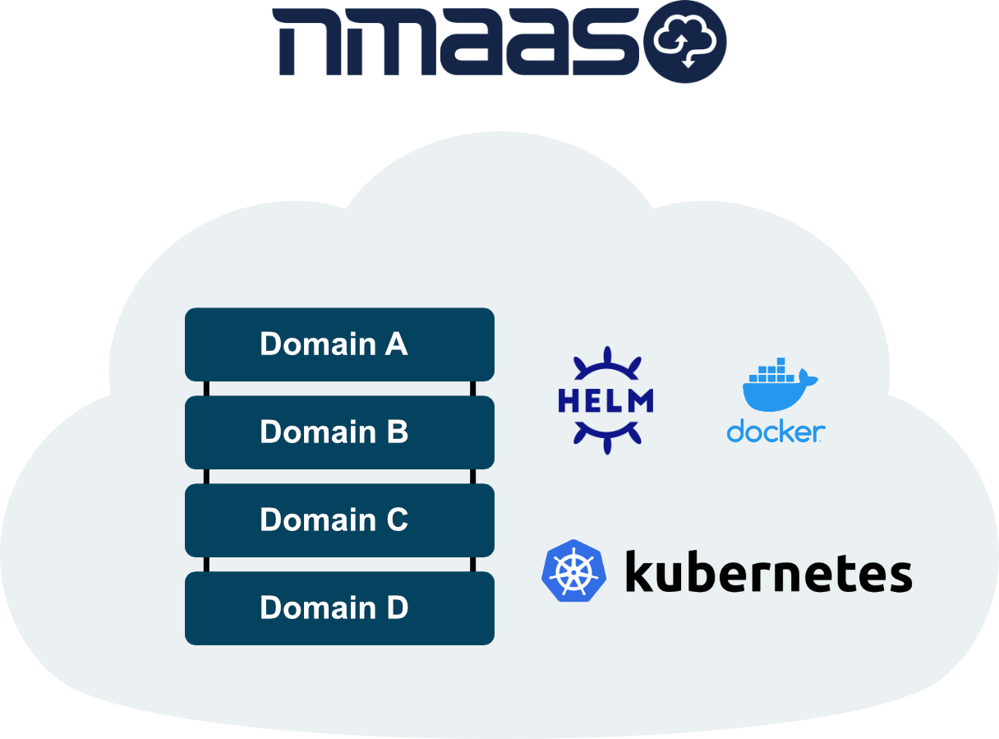 nmaas
Domain A
Domain B
Domain C
Domain D
HELM
docker
kubernetes